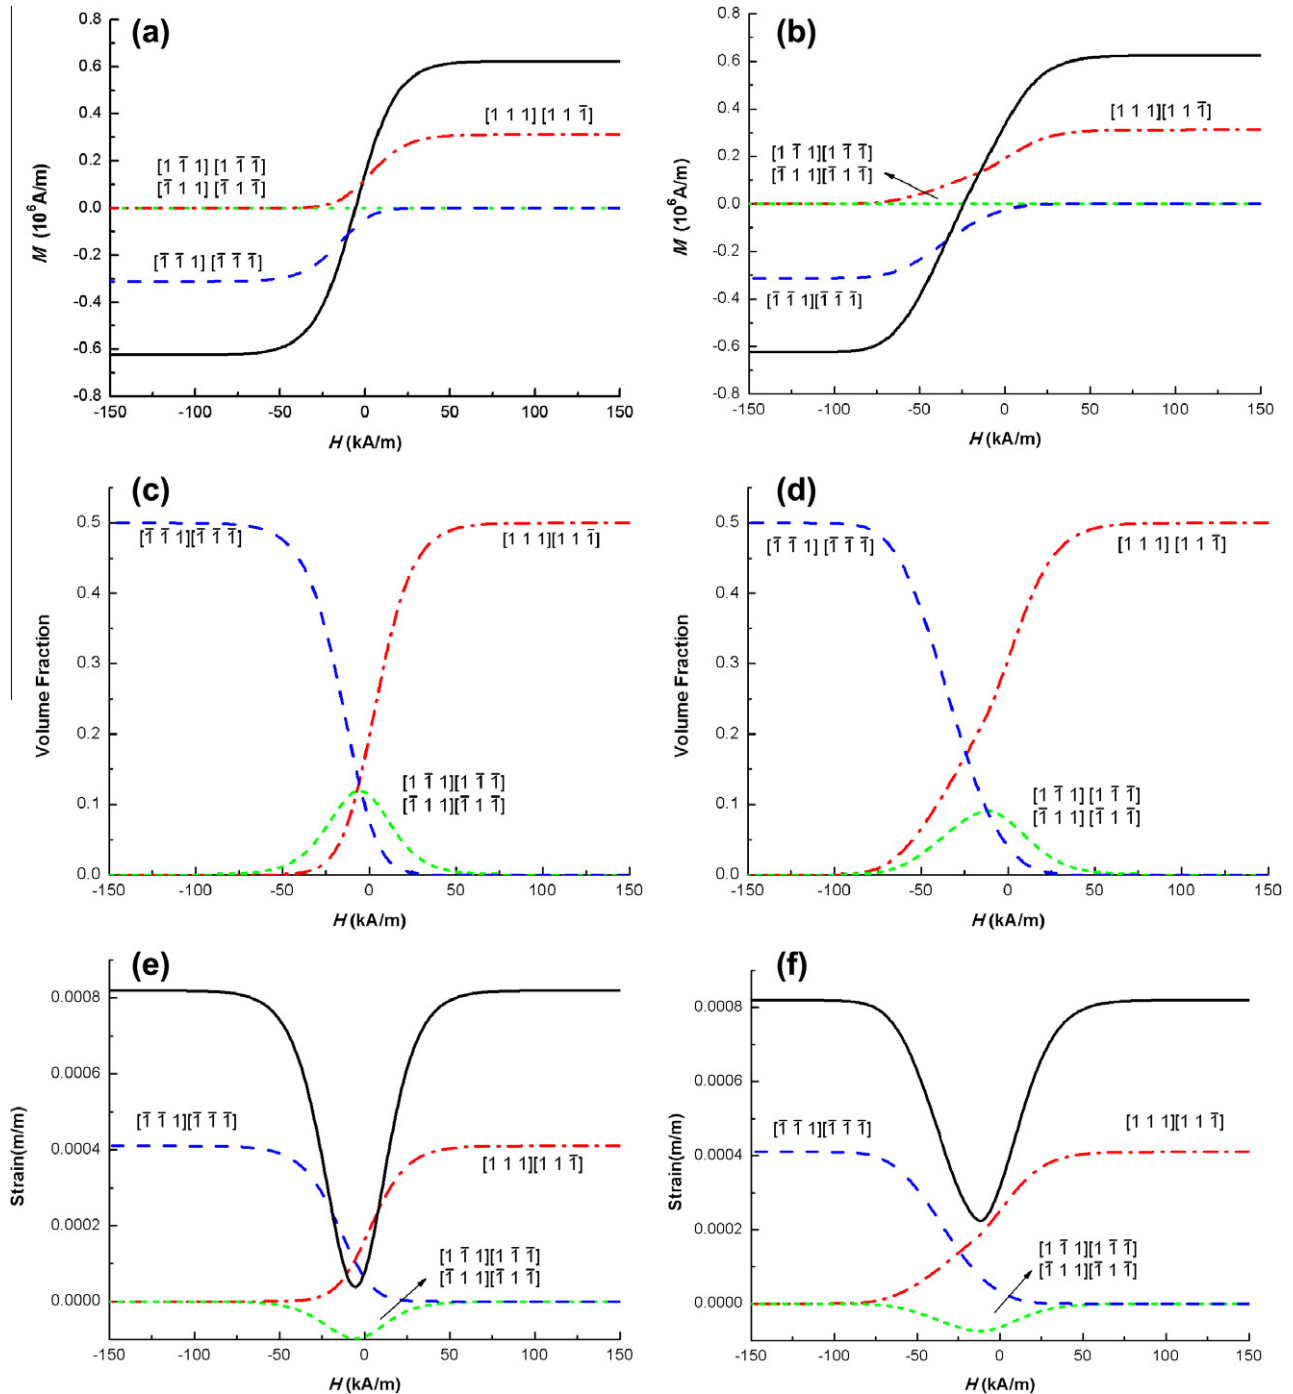 (a)
0.8
0.6
0.4
0.2
0.0
-0.2
-0.4
-0.6
-0.8
M (10⁶A/m)
[1 1 1] [1 1 1̄]
[1 1̄ 1] [1 1̄ 1̄]
[1̄ 1 1] [1̄ 1 1̄]
[1̄ 1̄ 1] [1̄ 1̄ 1̄]
-150 -100 -50 0 50 100 150
H (kA/m)
(b)
0.8
0.6
0.4
0.2
0.0
-0.2
-0.4
-0.6
-0.8
M (10⁶A/m)
[1 1 1][1 1 1̄]
[1 1̄ 1][1 1̄ 1̄]
[1̄ 1 1][1̄ 1 1̄]
[1̄ 1̄ 1][1̄ 1̄ 1̄]
-150 -100 -50 0 50 100 150
H (kA/m)
(c)
0.5
0.4
0.3
0.2
0.1
0.0
Volume Fraction
[1̄ 1̄ 1][1̄ 1̄ 1̄]
[1 1 1][1 1 1̄]
[1 1̄ 1][1 1̄ 1̄]
[1̄ 1 1][1̄ 1 1̄]
-150 -100 -50 0 50 100 150
H (kA/m)
(d)
0.5
0.4
0.3
0.2
0.1
0.0
Volume Fraction
[1̄ 1̄ 1] [1̄ 1̄ 1̄]
[1 1 1] [1 1 1̄]
[1 1̄ 1] [1 1̄ 1̄]
[1̄ 1 1] [1̄ 1 1̄]
-150 -100 -50 0 50 100 150
H (kA/m)
(e)
0.0008
0.0006
0.0004
0.0002
0.0000
Strain(m/m)
[1̄ 1̄ 1][1̄ 1̄ 1̄]
[1 1 1][1 1 1̄]
[1 1̄ 1][1 1̄ 1̄]
[1̄ 1 1][1̄ 1 1̄]
-150 -100 -50 0 50 100 150
H (kA/m)
(f)
0.0008
0.0006
0.0004
0.0002
0.0000
Strain(m/m)
[1̄ 1̄ 1][1̄ 1̄ 1̄]
[1 1 1][1 1 1̄]
[1 1̄ 1][1 1̄ 1̄]
[1̄ 1 1][1̄ 1 1̄]
-150 -100 -50 0 50 100 150
H (kA/m)